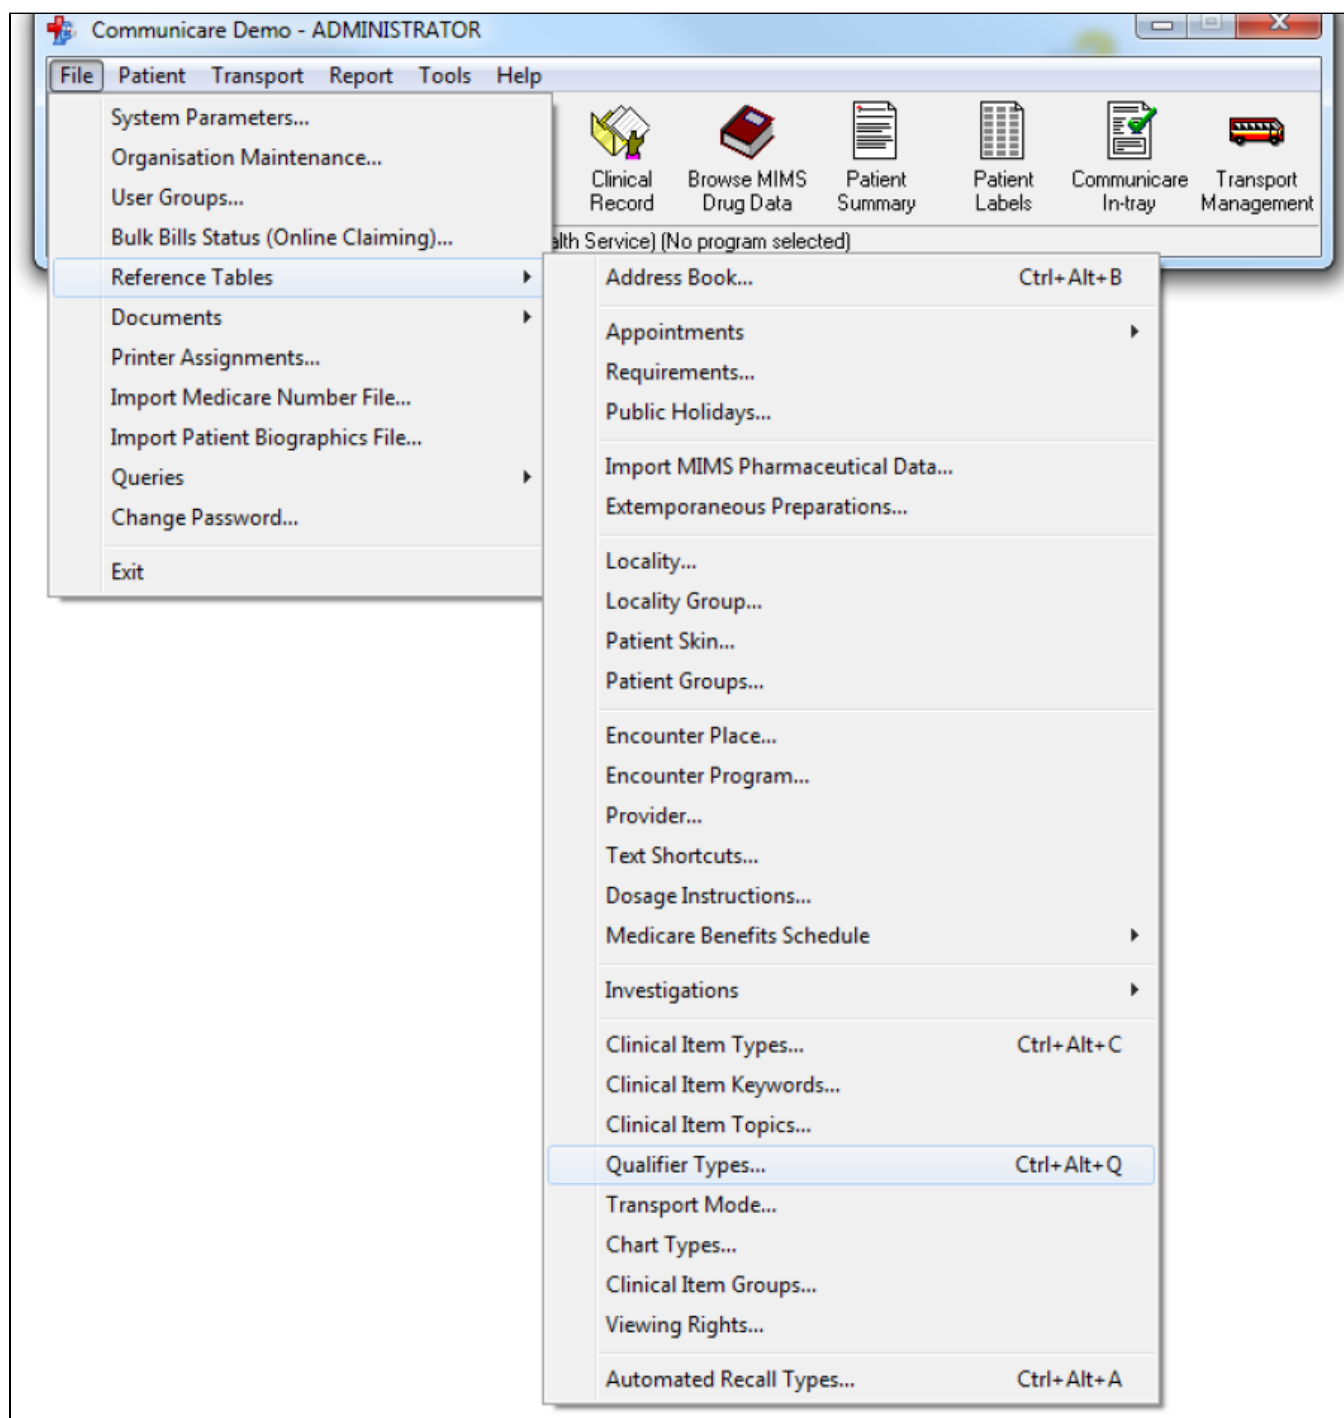 Communicare Demo - ADMINISTRATOR
File Patient Transport Report Tools Help
Clinical Record
Browse MIMS Drug Data
Patient Summary
Patient Labels
Communicare In-tray
Transport Management
alth Service) (No program selected)
System Parameters...
Organisation Maintenance...
User Groups...
Bulk Bills Status (Online Claiming)...
Reference Tables
Documents
Printer Assignments...
Import Medicare Number File...
Import Patient Biographics File...
Queries
Change Password...
Exit
Address Book... Ctrl+Alt+B
Appointments
Requirements...
Public Holidays...
Import MIMS Pharmaceutical Data...
Extemporaneous Preparations...
Locality...
Locality Group...
Patient Skin...
Patient Groups...
Encounter Place...
Encounter Program...
Provider...
Text Shortcuts...
Dosage Instructions...
Medicare Benefits Schedule
Investigations
Clinical Item Types... Ctrl+Alt+C
Clinical Item Keywords...
Clinical Item Topics...
Qualifier Types... Ctrl+Alt+Q
Transport Mode...
Chart Types...
Clinical Item Groups...
Viewing Rights...
Automated Recall Types... Ctrl+Alt+A